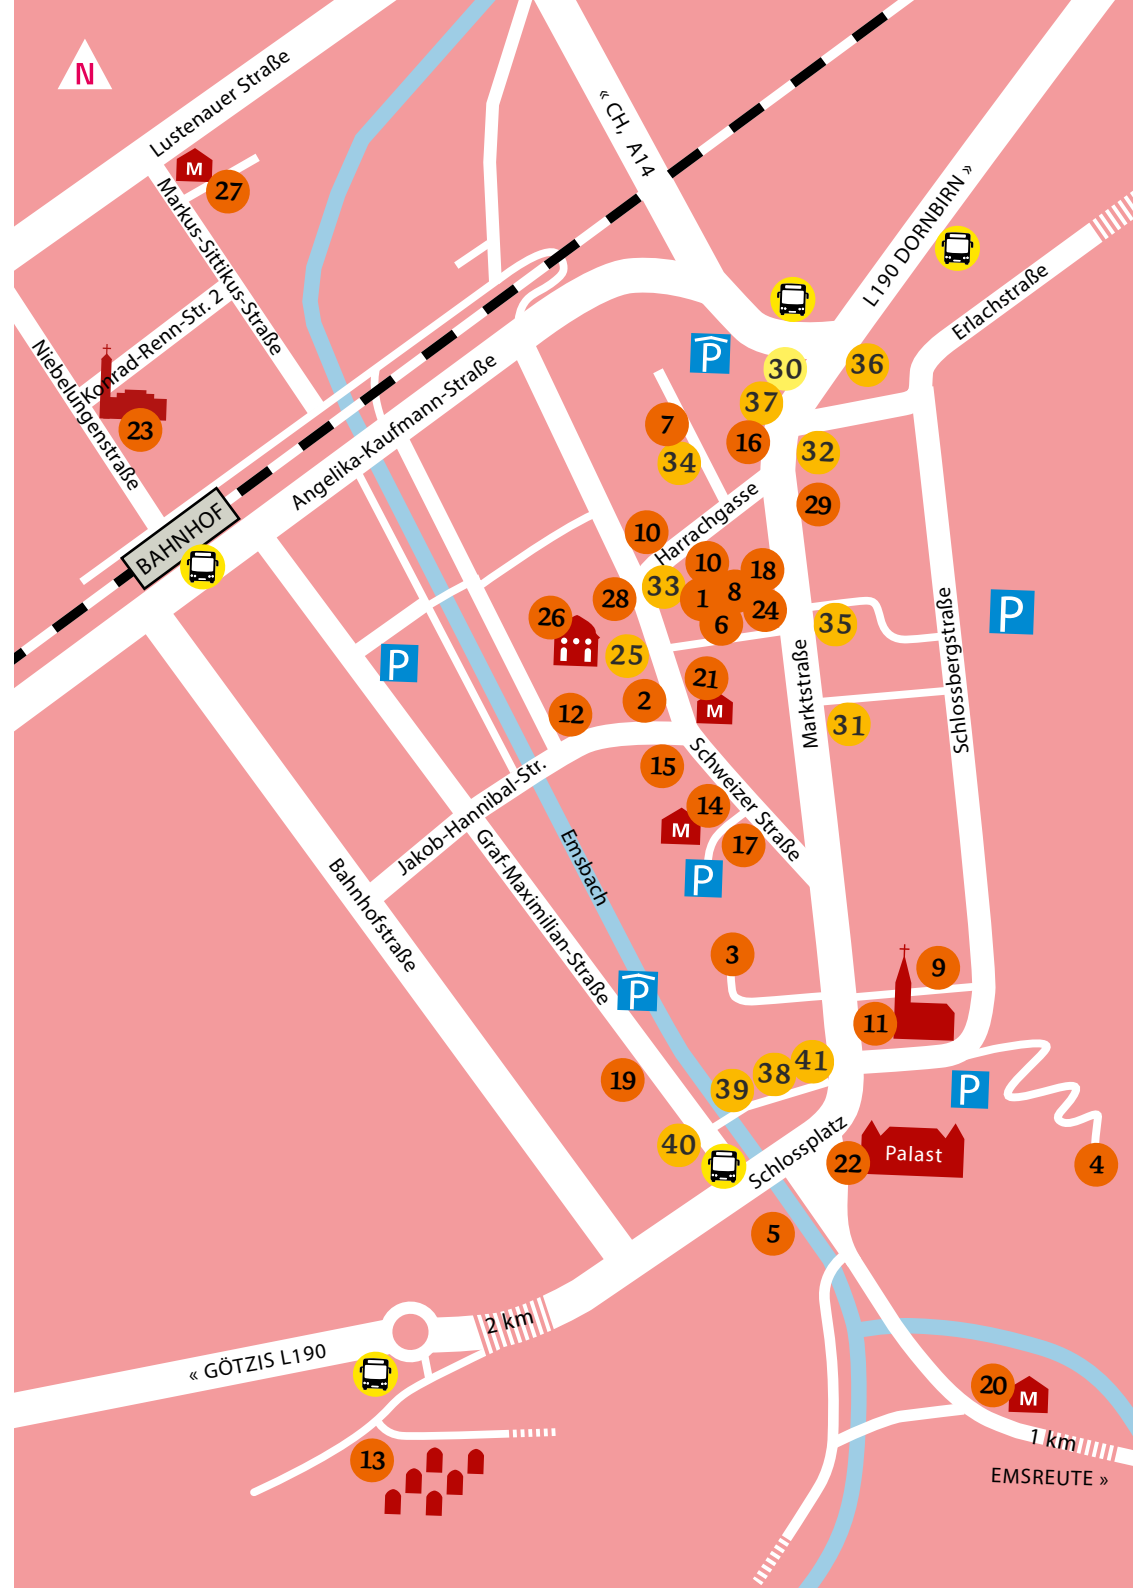 N
Lustenauer Straße
« CH, A14
M
27
Markus-Sittikus-Straße
L190 DORNBIRN »
Konrad-Renn-Str. 2
Erlachstraße
Niebelungenstraße
P
30
36
37
23
Angelika-Kaufmann-Straße
7
16
32
34
BAHNHOF
29
10
Harrachgasse
10
18
33
1
8
28
24
26
6
35
P
25
P
21
2
M
12
Marktstraße
31
Schlossbergstraße
15
Schweizer Straße
14
M
17
P
Jakob-Hannibal-Str.
Graf-Maximilian-Straße
Emsbach
Bahnhofstraße
3
9
P
11
41
38
39
19
P
40
Schlossplatz
22
Palast
4
5
2 km
« GÖTZIS L190
20
M
1 km
13
EMSREUTE »